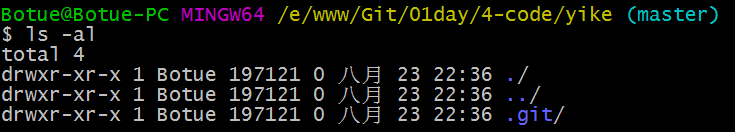 Botue@Botue-PC MINGW64 /e/www/Git/01day/4-code/yike (master)
$ ls -al
total 4
drwxr-xr-x 1 Botue 197121 0 八月 23 22:36 ./
drwxr-xr-x 1 Botue 197121 0 八月 23 22:36 ../
drwxr-xr-x 1 Botue 197121 0 八月 23 22:36 .git/